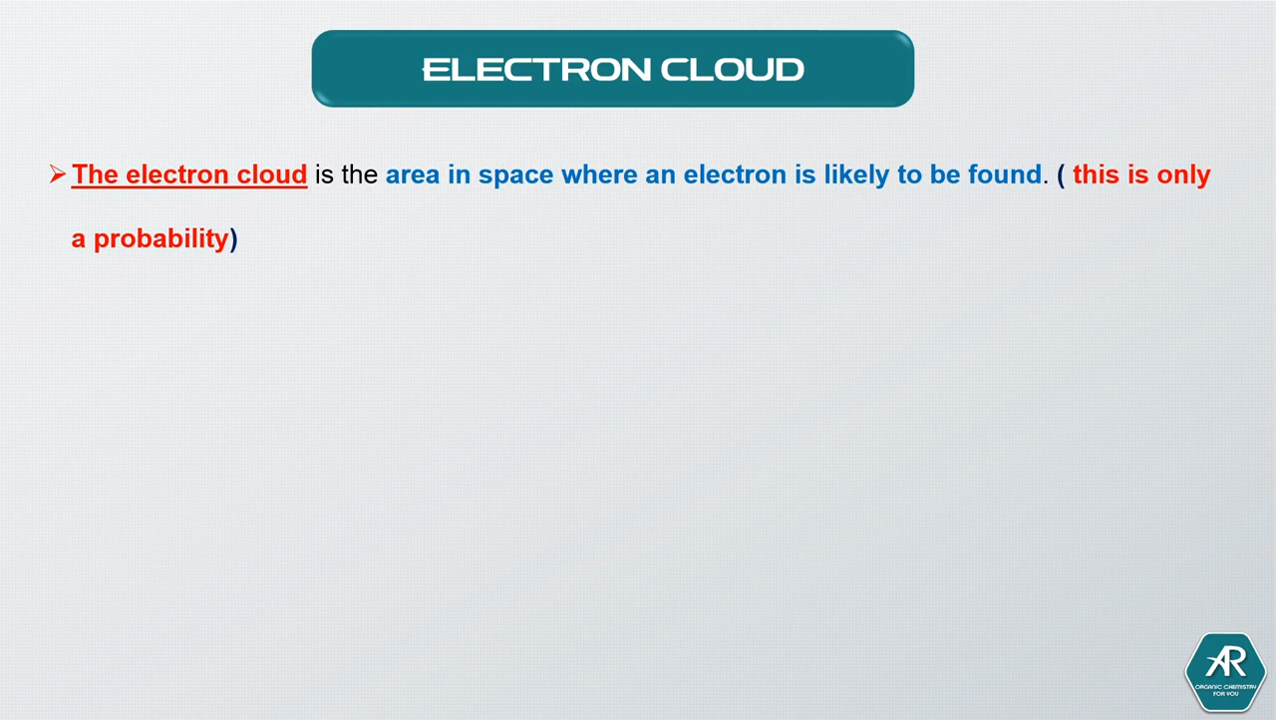 ELECTRON CLOUD
➢ The electron cloud is the area in space where an electron is likely to be found. ( this is only
a probability)
AR
ORGANIC CHEMISTRY
FOR YOU